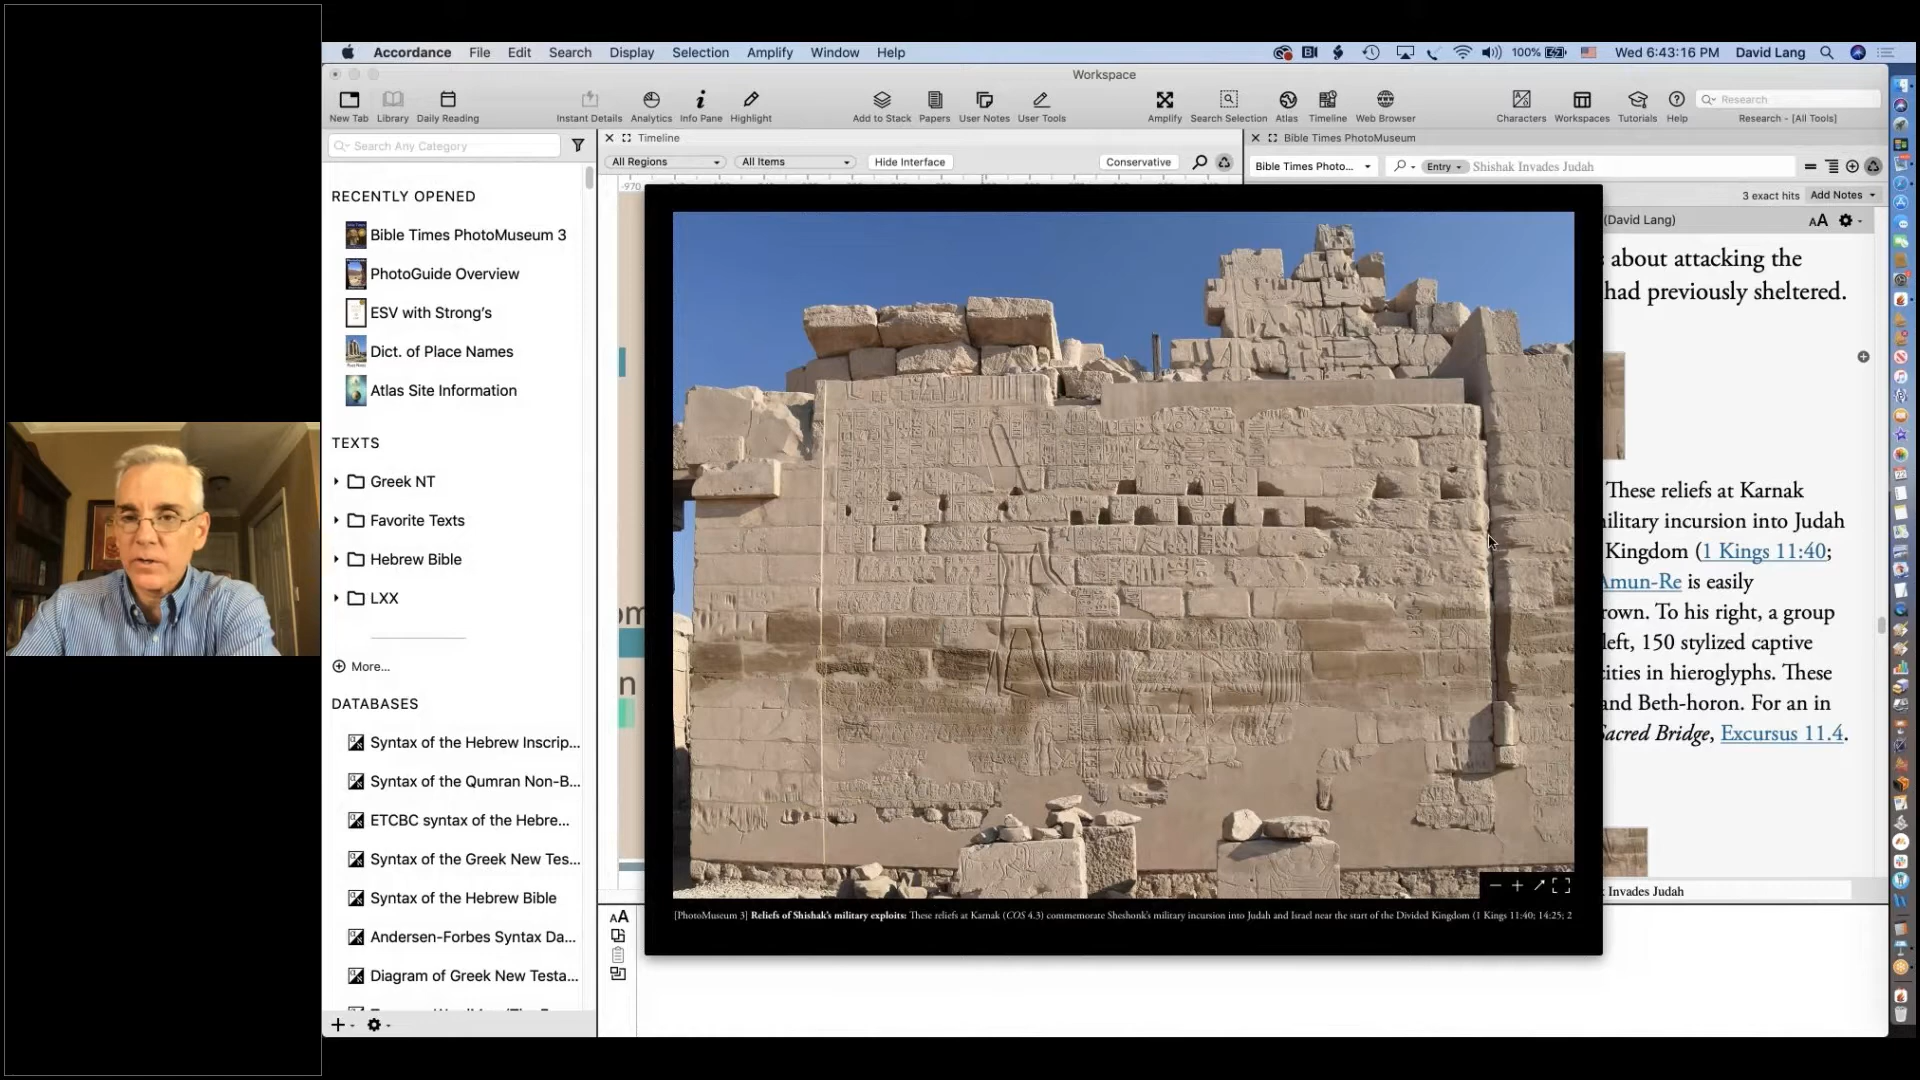 Accordance File Edit Search Display Selection Amplify Window Help
100% Wed 6:43:16 PM David Lang
Workspace
New Tab Library Daily Reading Instant Details Analytics Info Pane Highlight Add to Stack Papers User Notes User Tools Amplify Search Selection Atlas Timeline Web Browser Characters Workspaces Tutorials Help Research
Research - [All Tools]
Search Any Category
RECENTLY OPENED
Bible Times PhotoMuseum 3
PhotoGuide Overview
ESV with Strong's
Dict. of Place Names
Atlas Site Information
TEXTS
Greek NT
Favorite Texts
Hebrew Bible
LXX
More...
DATABASES
Syntax of the Hebrew Inscrip...
Syntax of the Qumran Non-B...
ETCBC syntax of the Hebre...
Syntax of the Greek New Tes...
Syntax of the Hebrew Bible
Andersen-Forbes Syntax Da...
Diagram of Greek New Testa...
Timeline
All Regions All Items Hide Interface Conservative
-970
om
n
[PhotoMuseum 3] Reliefs of Shishak's military exploits: These reliefs at Karnak (COS 4.3) commemorate Sheshonk's military incursion into Judah and Israel near the start of the Divided Kingdom (1 Kings 11:40; 14:25; 2
AA
Bible Times PhotoMuseum
Bible Times Photo... Entry Shishak Invades Judah
3 exact hits Add Notes
(David Lang) AA
about attacking the
had previously sheltered.
These reliefs at Karnak
ilitary incursion into Judah
Kingdom (1 Kings 11:40;
Amun-Re is easily
rown. To his right, a group
left, 150 stylized captive
cities in hieroglyphs. These
and Beth-horon. For an in
Sacred Bridge, Excursus 11.4.
k Invades Judah